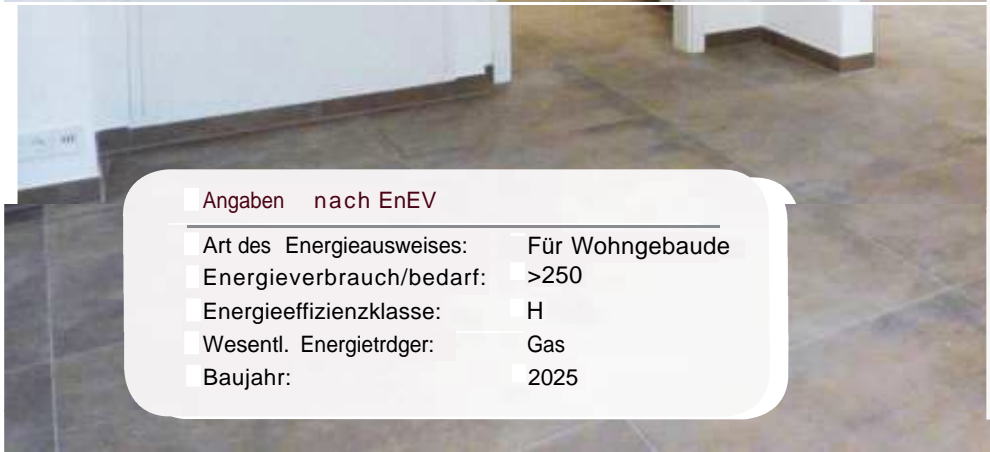 Angaben nach EnEV
Art des Energieausweises: Für Wohngebaude
Energieverbrauch/bedarf: >250
Energieeffizienzklasse: H
Wesentl. Energietrdger: Gas
Baujahr: 2025